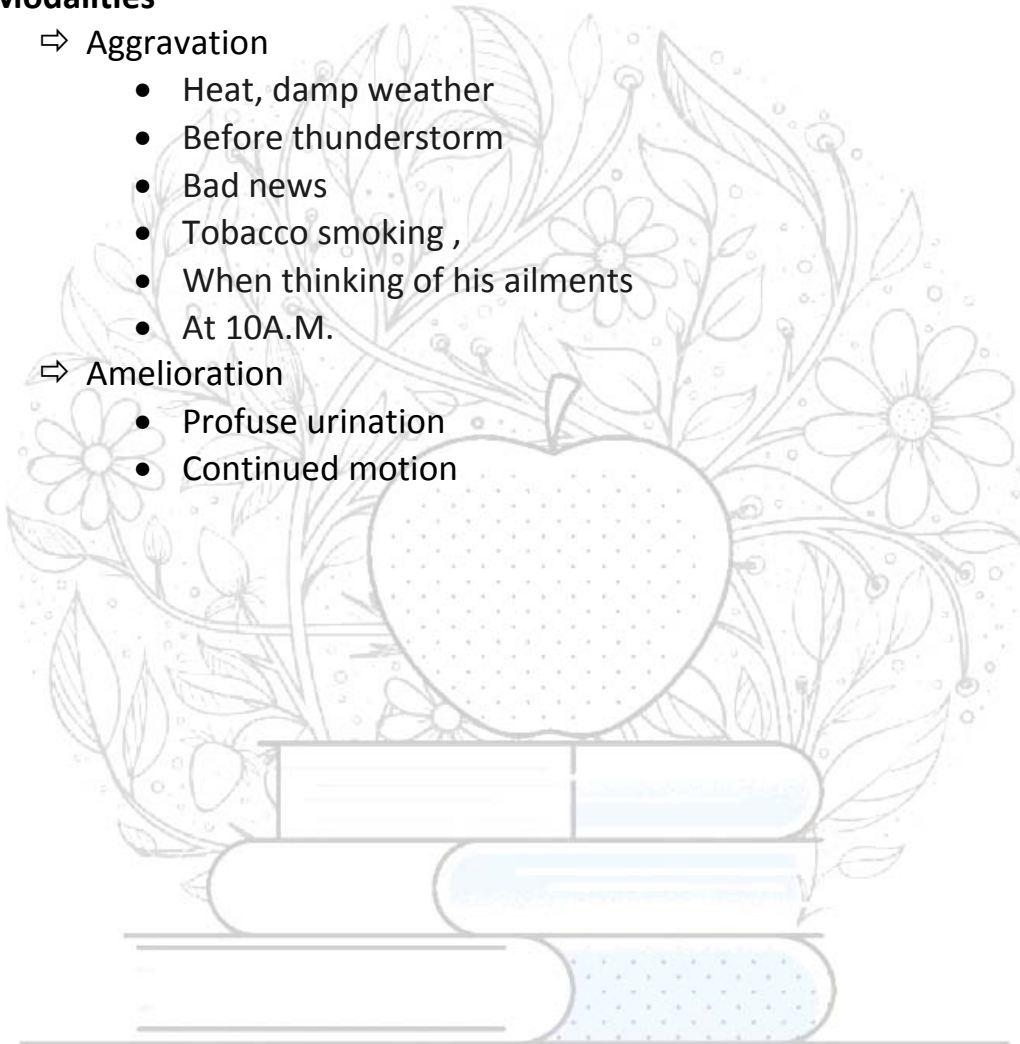 Modalities
⇨ Aggravation
• Heat, damp weather
• Before thunderstorm
• Bad news
• Tobacco smoking ,
• When thinking of his ailments
• At 10A.M.
⇨ Amelioration
• Profuse urination
• Continued motion